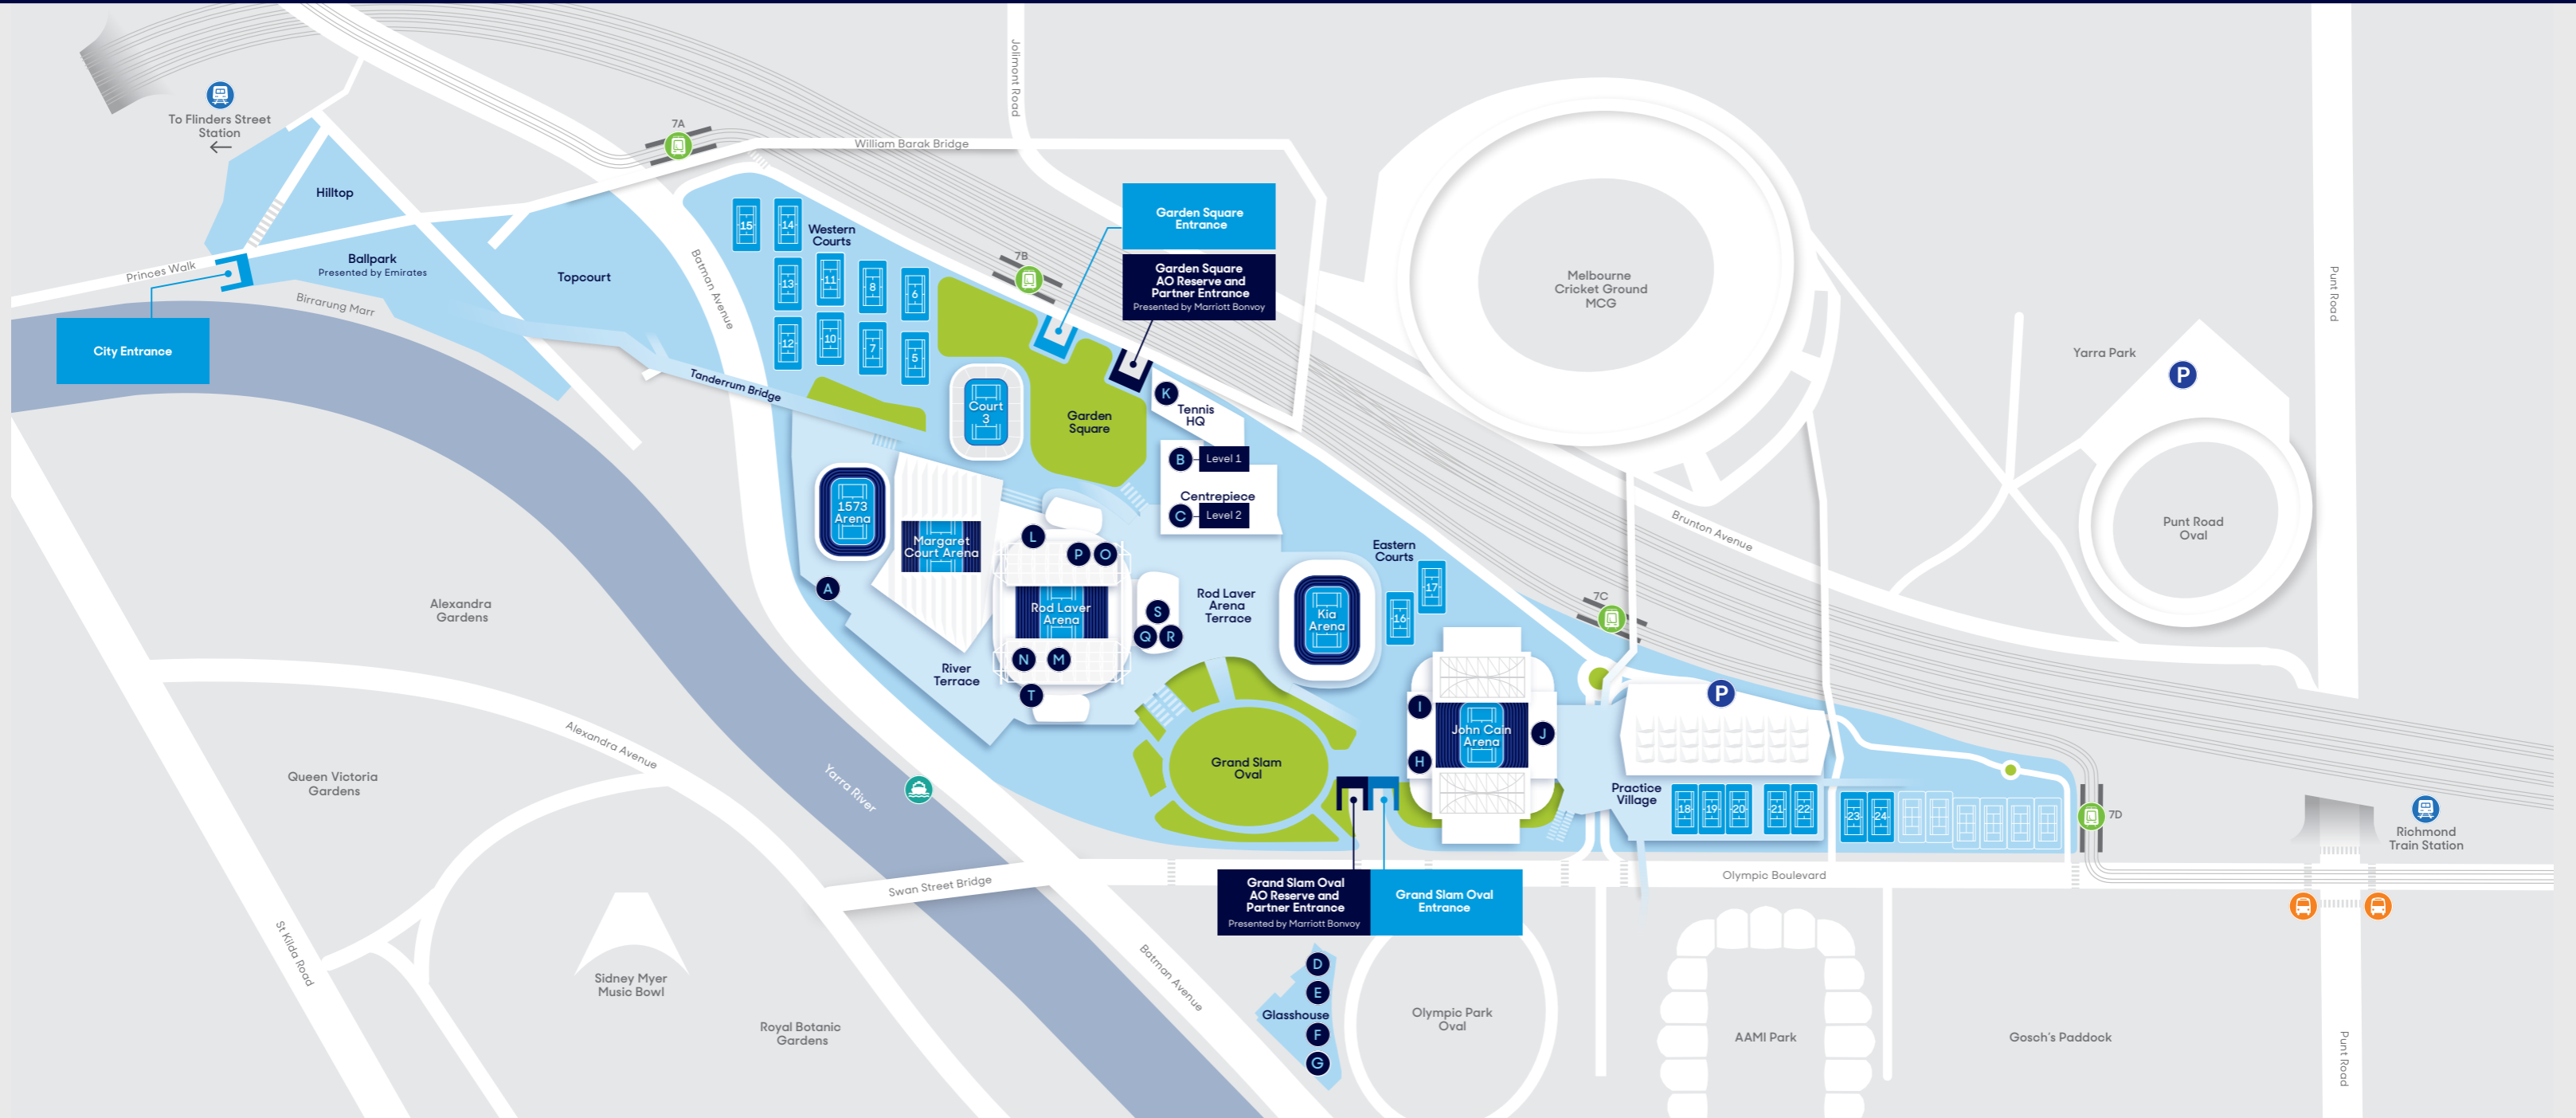 Jolimont Road
To Flinders Street
Station
7A
William Barak Bridge
Hilltop
Princes Walk
Ballpark
Presented by Emirates
Birrarung Marr
Topcourt
City Entrance
Batman Avenue
Tanderrum Bridge
15
14
Western
Courts
13
11
8
6
12
10
7
5
7B
Garden Square
Entrance
Garden Square
AO Reserve and
Partner Entrance
Presented by Marriott Bonvoy
Melbourne
Cricket Ground
MCG
Punt Road
Yarra Park
P
Court
3
Garden
Square
K
Tennis
HQ
B
Level 1
Centrepiece
C
Level 2
1573
Arena
Margaret
Court Arena
A
L
P
O
Rod Laver
Arena
N
M
T
S
Q
R
Rod Laver
Arena
Terrace
River
Terrace
Kia
Arena
Eastern
Courts
17
16
7C
Brunton Avenue
Punt Road
Oval
Alexandra
Gardens
Alexandra Avenue
Queen Victoria
Gardens
Yarra River
Grand Slam
Oval
I
H
John Cain
Arena
J
P
Practice
Village
18
19
20
21
22
23
24
7D
Richmond
Train Station
Swan Street Bridge
Grand Slam Oval
AO Reserve and
Partner Entrance
Presented by Marriott Bonvoy
Grand Slam Oval
Entrance
Olympic Boulevard
St Kilda Road
Sidney Myer
Music Bowl
Royal Botanic
Gardens
Batman Avenue
D
E
Glasshouse
F
G
Olympic Park
Oval
AAMI Park
Gosch's Paddock
Punt Road